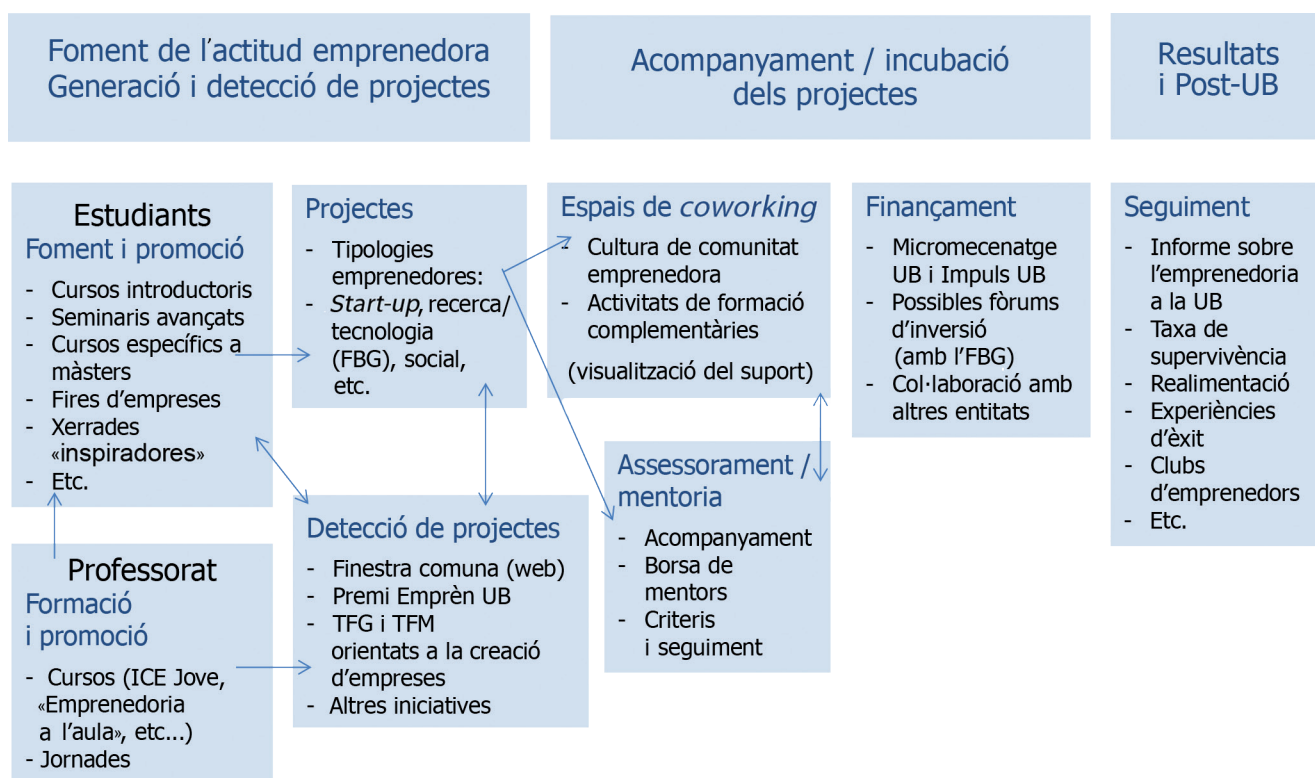 Foment de l'actitud emprenedora
Generació i detecció de projectes
Acompanyament / incubació
dels projectes
Resultats
i Post-UB
Estudiants
Foment i promoció
- Cursos introductoris
- Seminaris avançats
- Cursos específics a
màsters
- Fires d'empreses
- Xerrades
«inspiradores»
- Etc.
Professorat
Formació
i promoció
- Cursos (ICE Jove,
«Emprenedoria
a l'aula», etc...)
- Jornades
Projectes
- Tipologies
emprenedores:
- Start-up, recerca/
tecnologia
(FBG), social,
etc.
Detecció de projectes
- Finestra comuna (web)
- Premi Emprèn UB
- TFG i TFM
orientats a la creació
d'empreses
- Altres iniciatives
Espais de coworking
- Cultura de comunitat
emprenedora
- Activitats de formació
complementàries
(visualització del suport)
Assessorament /
mentoria
- Acompanyament
- Borsa de
mentors
- Criteris
i seguiment
Finançament
- Micromecenatge
UB i Impuls UB
- Possibles fòrums
d'inversió
(amb l'FBG)
- Col·laboració amb
altres entitats
Seguiment
- Informe sobre
l'emprenedoria
a la UB
- Taxa de
supervivència
- Realimentació
- Experiències
d'èxit
- Clubs
d'emprenedors
- Etc.